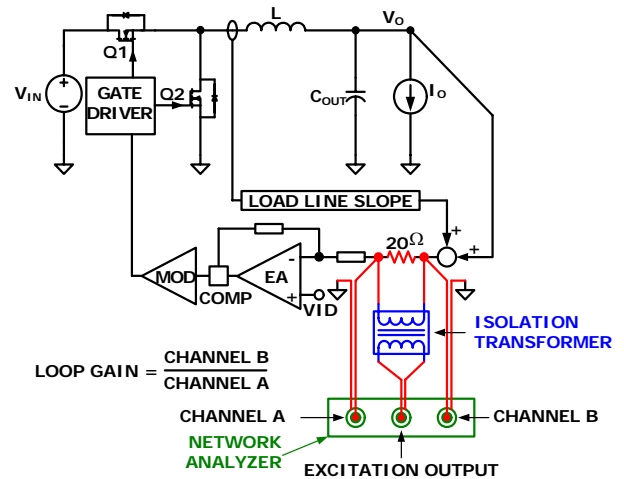 L
VO
Q1
VIN
+
−
GATE
DRIVER
Q2
COUT
IO
LOAD LINE SLOPE
+
+
20Ω
-
EA
+
MOD
COMP
VID
ISOLATION
TRANSFORMER
LOOP GAIN = CHANNEL B
CHANNEL A
CHANNEL A
CHANNEL B
NETWORK
ANALYZER
EXCITATION OUTPUT